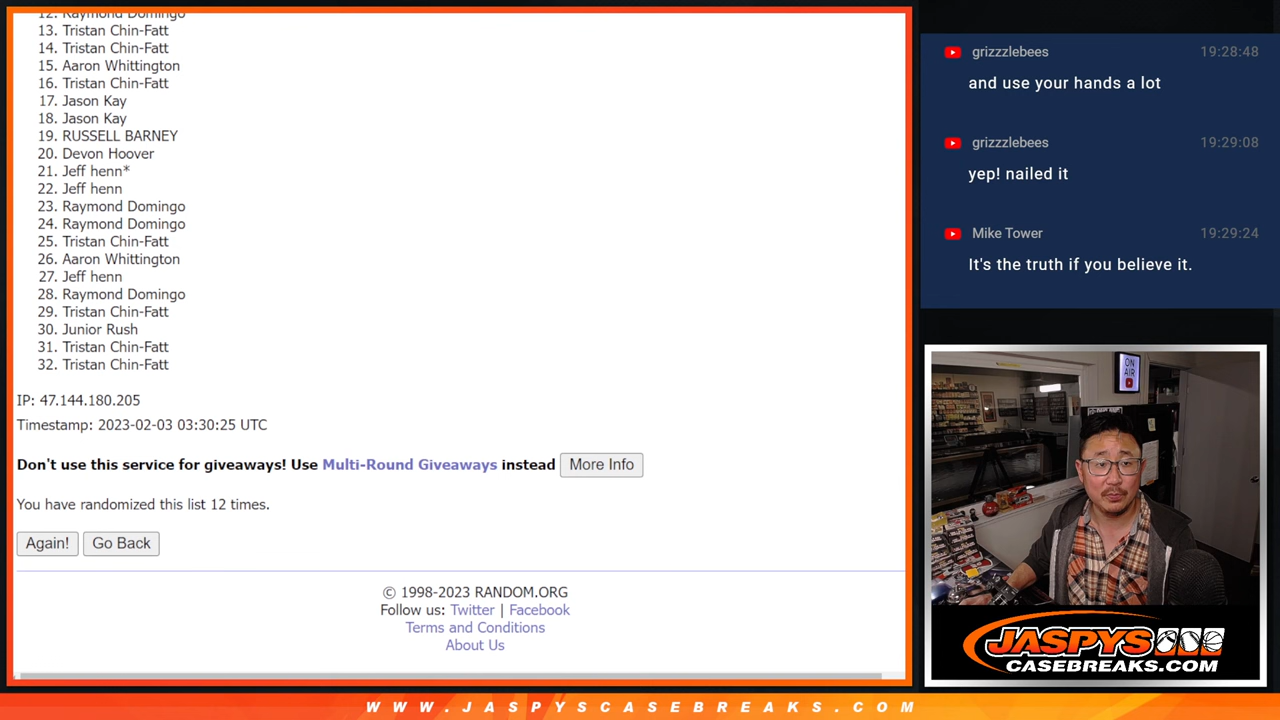 12. Raymond Domingo
13. Tristan Chin-Fatt
14. Tristan Chin-Fatt
15. Aaron Whittington
16. Tristan Chin-Fatt
17. Jason Kay
18. Jason Kay
19. RUSSELL BARNEY
20. Devon Hoover
21. Jeff henn*
22. Jeff henn
23. Raymond Domingo
24. Raymond Domingo
25. Tristan Chin-Fatt
26. Aaron Whittington
27. Jeff henn
28. Raymond Domingo
29. Tristan Chin-Fatt
30. Junior Rush
31. Tristan Chin-Fatt
32. Tristan Chin-Fatt
IP: 47.144.180.205
Timestamp: 2023-02-03 03:30:25 UTC
Don't use this service for giveaways! Use Multi-Round Giveaways instead More Info
You have randomized this list 12 times.
Again! Go Back
© 1998-2023 RANDOM.ORG
Follow us: Twitter | Facebook
Terms and Conditions
About Us
grizzzlebees 19:28:48
and use your hands a lot
grizzzlebees 19:29:08
yep! nailed it
Mike Tower 19:29:24
It's the truth if you believe it.
ON
AIR
JASPYS
CASEBREAKS.COM
WWW.JASPYSCASEBREAKS.COM